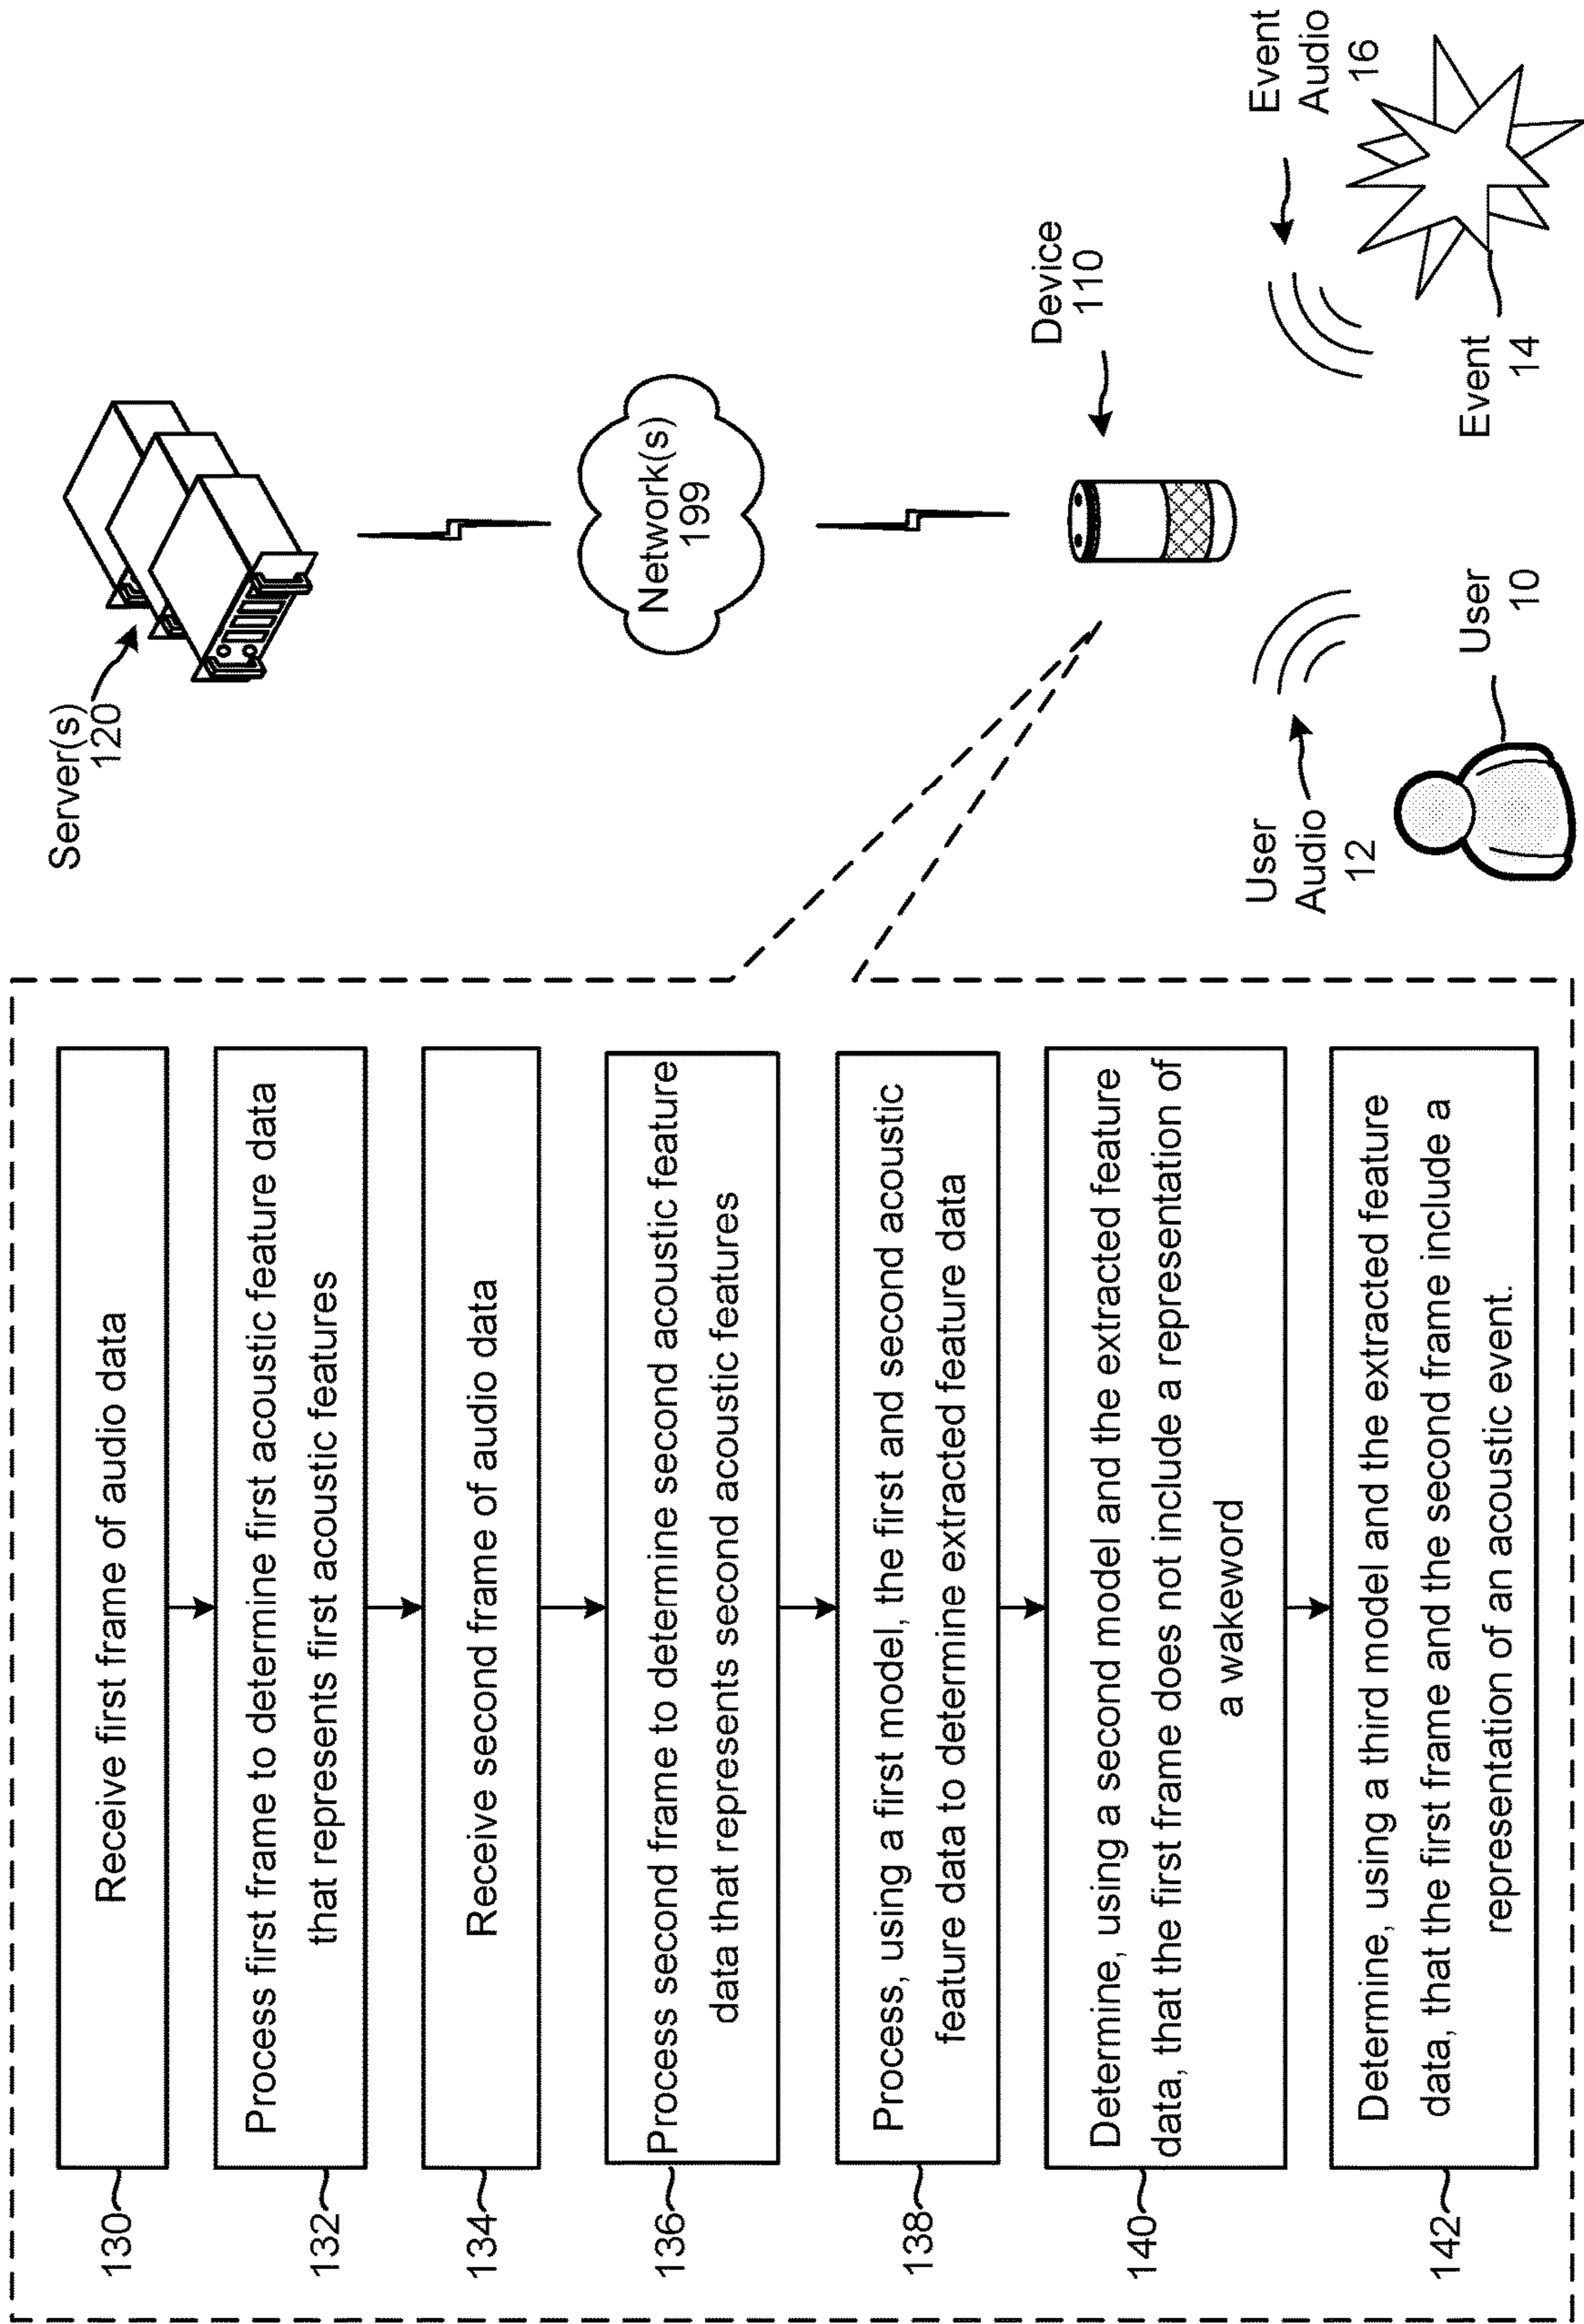 130
Receive first frame of audio data
132
Process first frame to determine first acoustic feature data
that represents first acoustic features
134
Receive second frame of audio data
136
Process second frame to determine second acoustic feature
data that represents second acoustic features
138
Process, using a first model, the first and second acoustic
feature data to determine extracted feature data
140
Determine, using a second model and the extracted feature
data, that the first frame does not include a representation of
a wakeword
142
Determine, using a third model and the extracted feature
data, that the first frame and the second frame include a
representation of an acoustic event.
Server(s)
120
Network(s)
199
Device
110
User
Audio
12
User
10
Event
Audio
16
Event
14